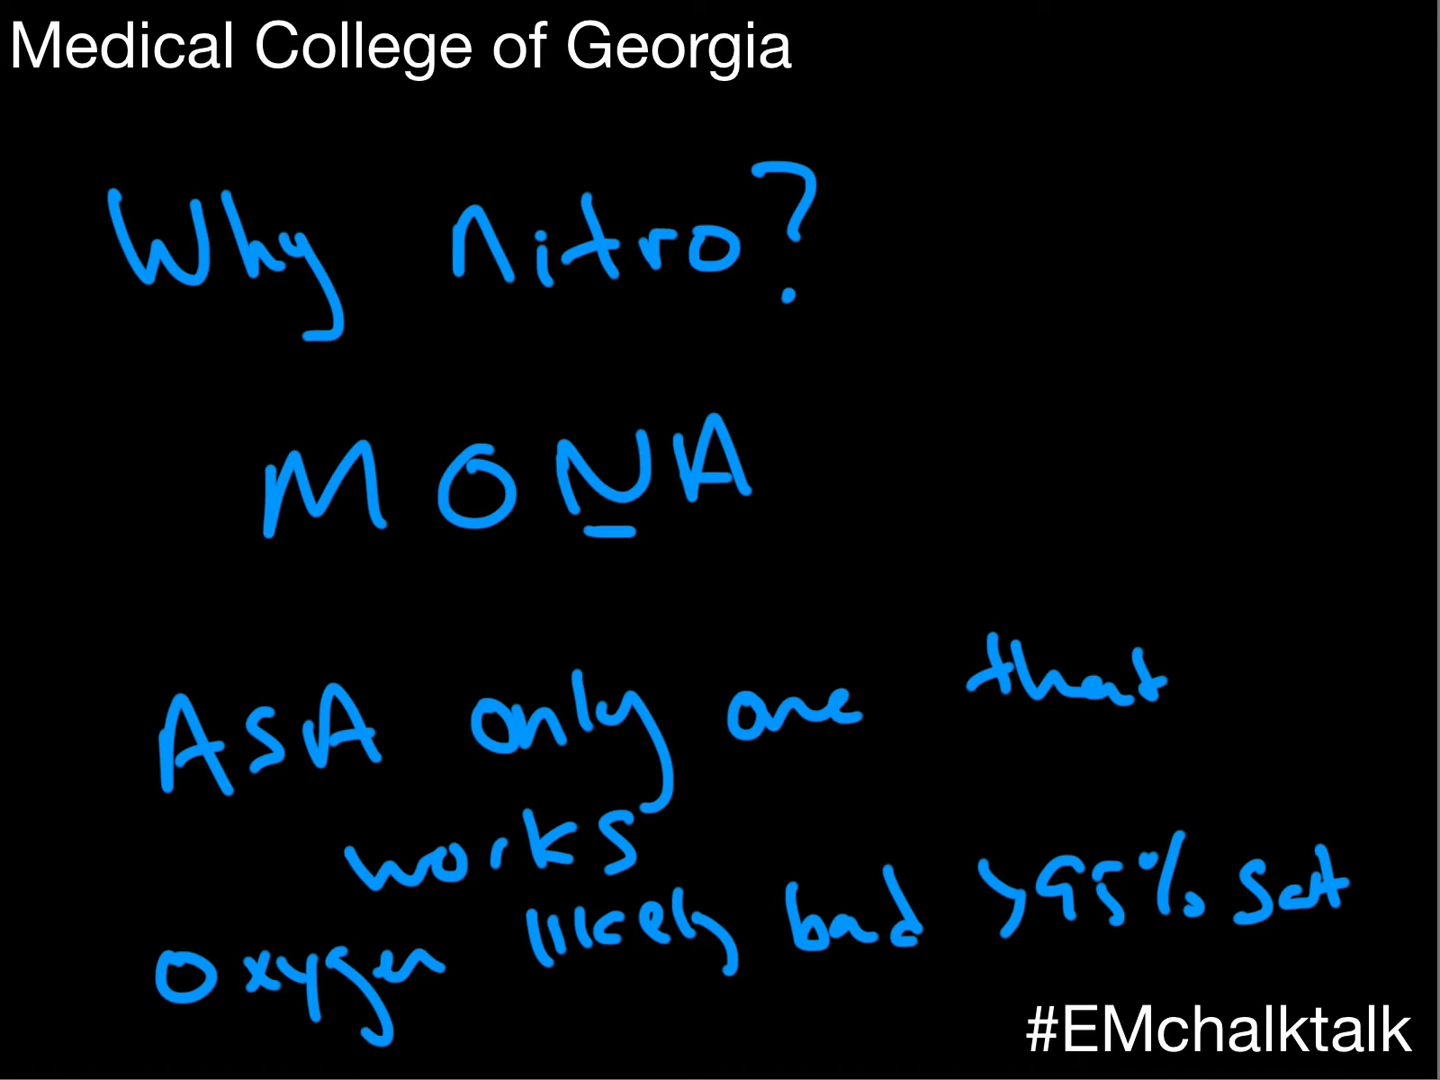 Medical College of Georgia
Why nitro?
MONA
ASA only one that
works
oxygen likely bad >95% sat
#EMchalktalk